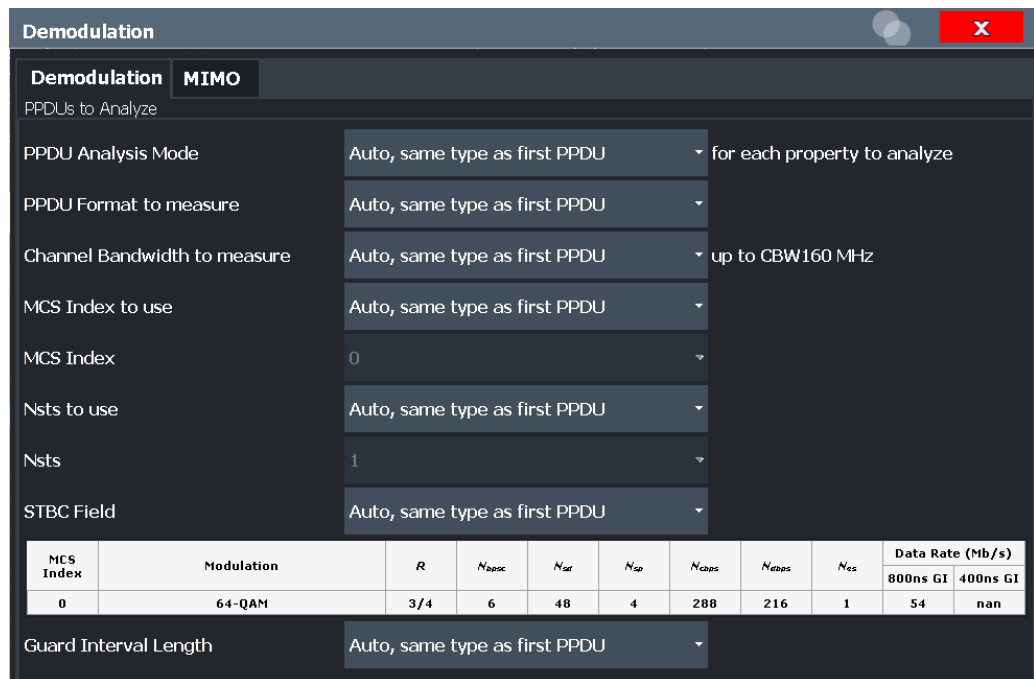 Demodulation
X
Demodulation MIMO
PPDUs to Analyze
PPDU Analysis Mode Auto, same type as first PPDU for each property to analyze
PPDU Format to measure Auto, same type as first PPDU
Channel Bandwidth to measure Auto, same type as first PPDU up to CBW160 MHz
MCS Index to use Auto, same type as first PPDU
MCS Index 0
Nsts to use Auto, same type as first PPDU
Nsts 1
STBC Field Auto, same type as first PPDU
MCS Index Modulation R Nbpsc Nsd Nsp Ncbps Ndbps Nes Data Rate (Mb/s)
800ns GI 400ns GI
0 64-QAM 3/4 6 48 4 288 216 1 54 nan
Guard Interval Length Auto, same type as first PPDU